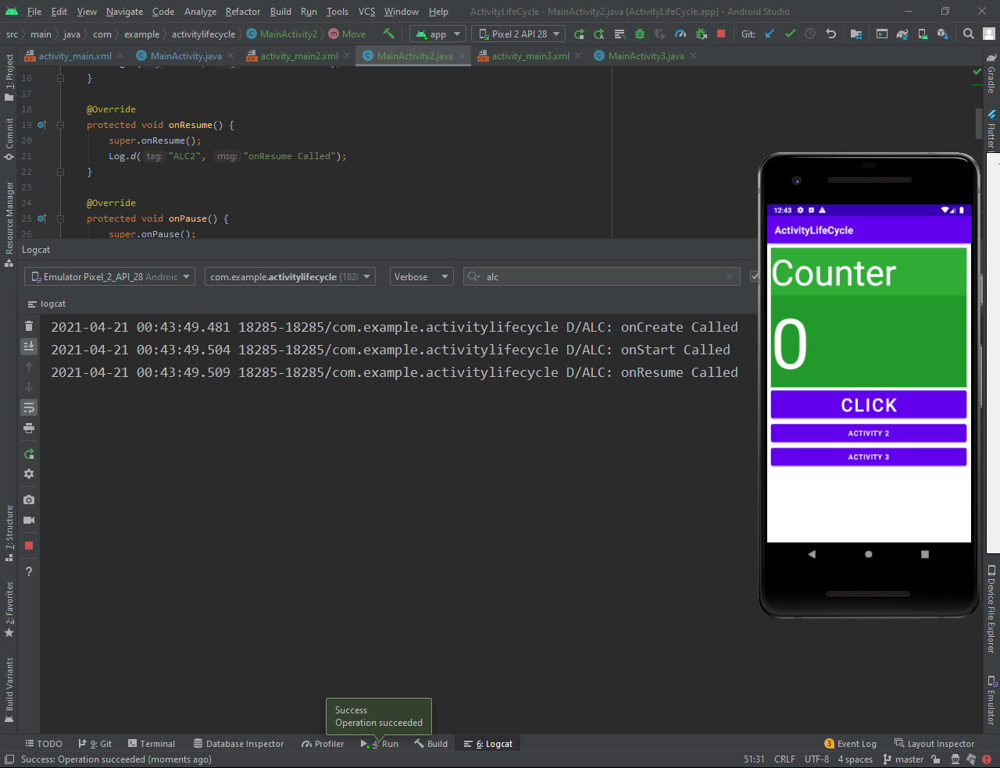 File Edit View Navigate Code Analyze Refactor Build Run Tools VCS Window Help ActivityLifeCycle - MainActivity2.java [ActivityLifeCycle.app] - Android Studio
src main java com example activitylifecycle MainActivity2 Move app Pixel 2 API 28 Git:
activity_main.xml MainActivity.java activity_main2.xml MainActivity2.java activity_main3.xml MainActivity3.java
1: Project
Commit
Resource Manager
7: Structure
2: Favorites
Build Variants
Gradle
Flutter
Device File Explorer
Emulator
16 }
17
18 @Override
19 protected void onResume() {
20 super.onResume();
21 Log.d( tag: "ALC2", msg: "onResume Called");
22 }
23
24 @Override
25 protected void onPause() {
26 super.onPause();
Logcat
Emulator Pixel_2_API_28 Android com.example.activitylifecycle (182 Verbose alc
logcat
2021-04-21 00:43:49.481 18285-18285/com.example.activitylifecycle D/ALC: onCreate Called
2021-04-21 00:43:49.504 18285-18285/com.example.activitylifecycle D/ALC: onStart Called
2021-04-21 00:43:49.509 18285-18285/com.example.activitylifecycle D/ALC: onResume Called
12:43
ActivityLifeCycle
Counter
0
CLICK
ACTIVITY 2
ACTIVITY 3
Success
Operation succeeded
TODO 9: Git Terminal Database Inspector Profiler 4: Run Build 6: Logcat 3 Event Log Layout Inspector
Success: Operation succeeded (moments ago) 51:31 CRLF UTF-8 4 spaces master